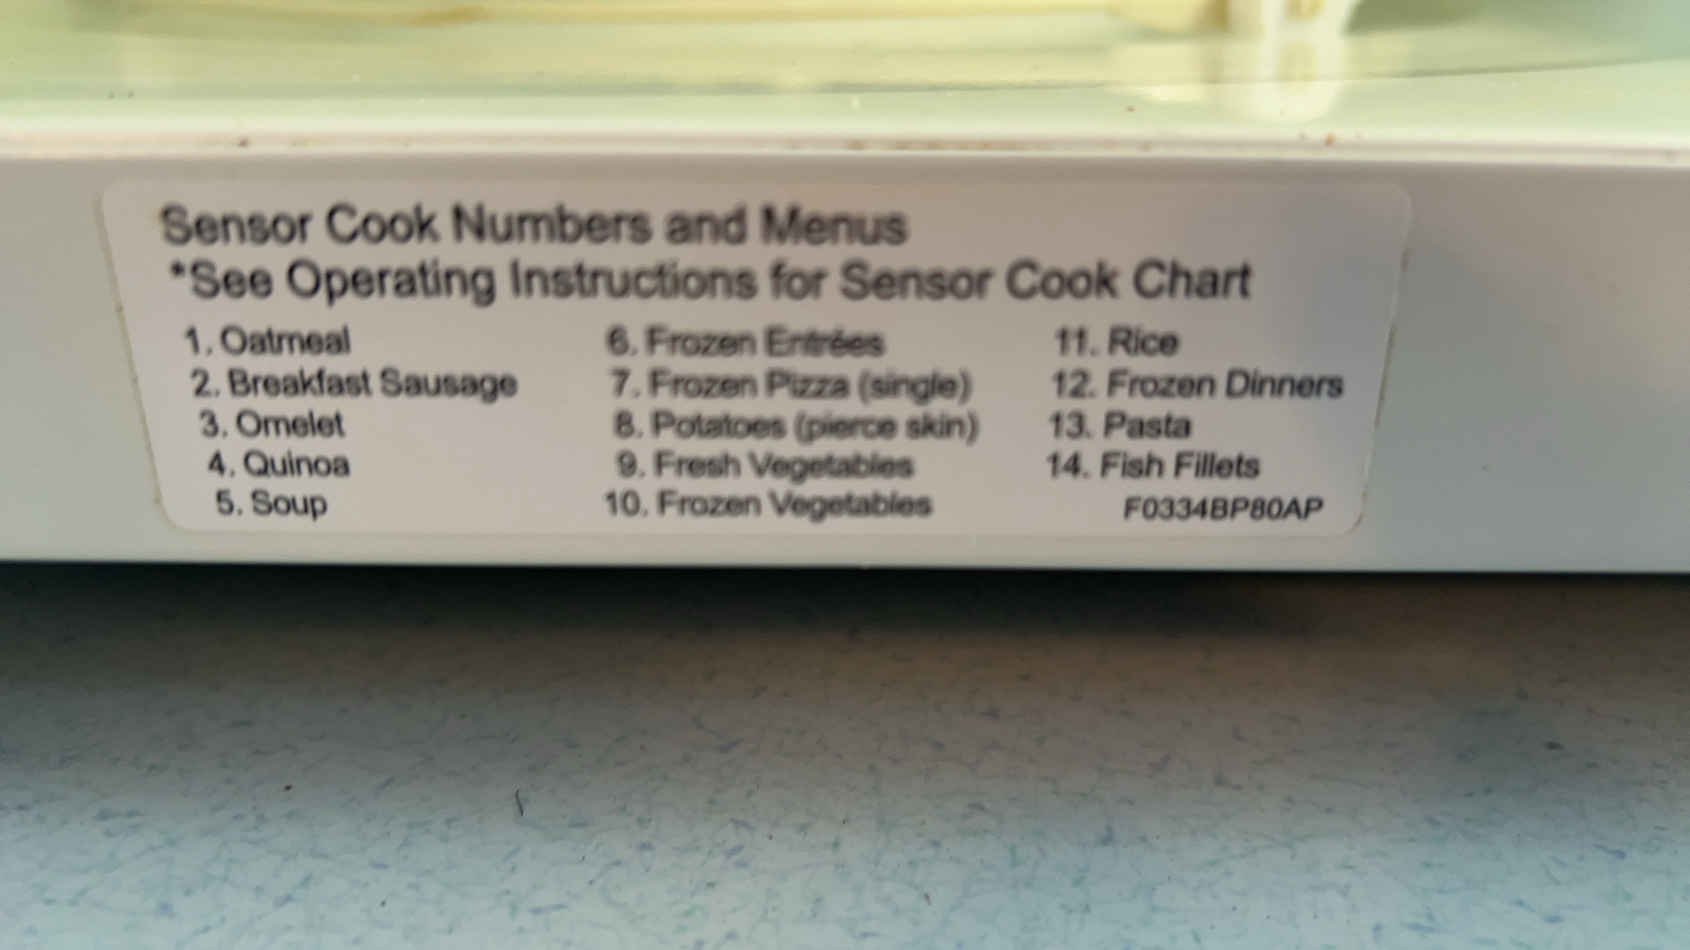 Sensor Cook Numbers and Menus
*See Operating Instructions for Sensor Cook Chart
1. Oatmeal
2. Breakfast Sausage
3. Omelet
4. Quinoa
5. Soup
6. Frozen Entrées
7. Frozen Pizza (single)
8. Potatoes (pierce skin)
9. Fresh Vegetables
10. Frozen Vegetables
11. Rice
12. Frozen Dinners
13. Pasta
14. Fish Fillets
F0334BP80AP